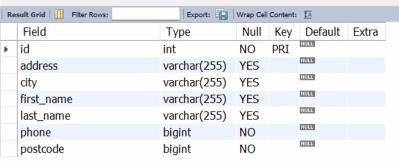 Result Grid Filter Rows: Export: Wrap Cell Content:
Field Type Null Key Default Extra
id int NO PRI NULL
address varchar(255) YES NULL
city varchar(255) YES NULL
first_name varchar(255) YES NULL
last_name varchar(255) YES NULL
phone bigint NO NULL
postcode bigint NO NULL